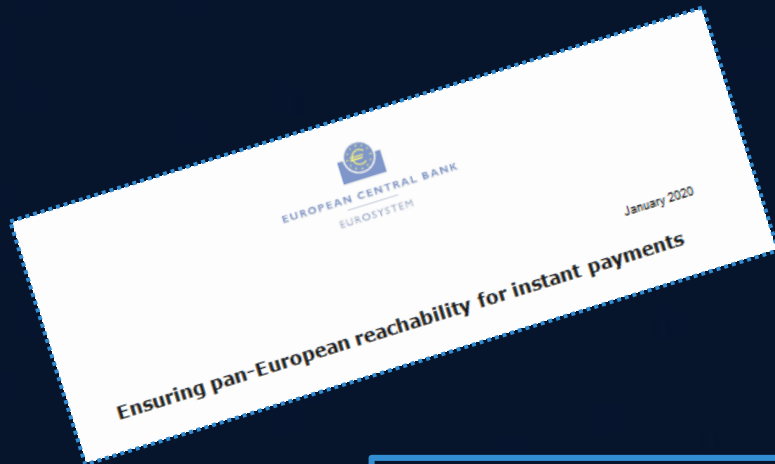 EUROPEAN CENTRAL BANK
EUROSYSTEM
January 2020
Ensuring pan-European reachability for instant payments